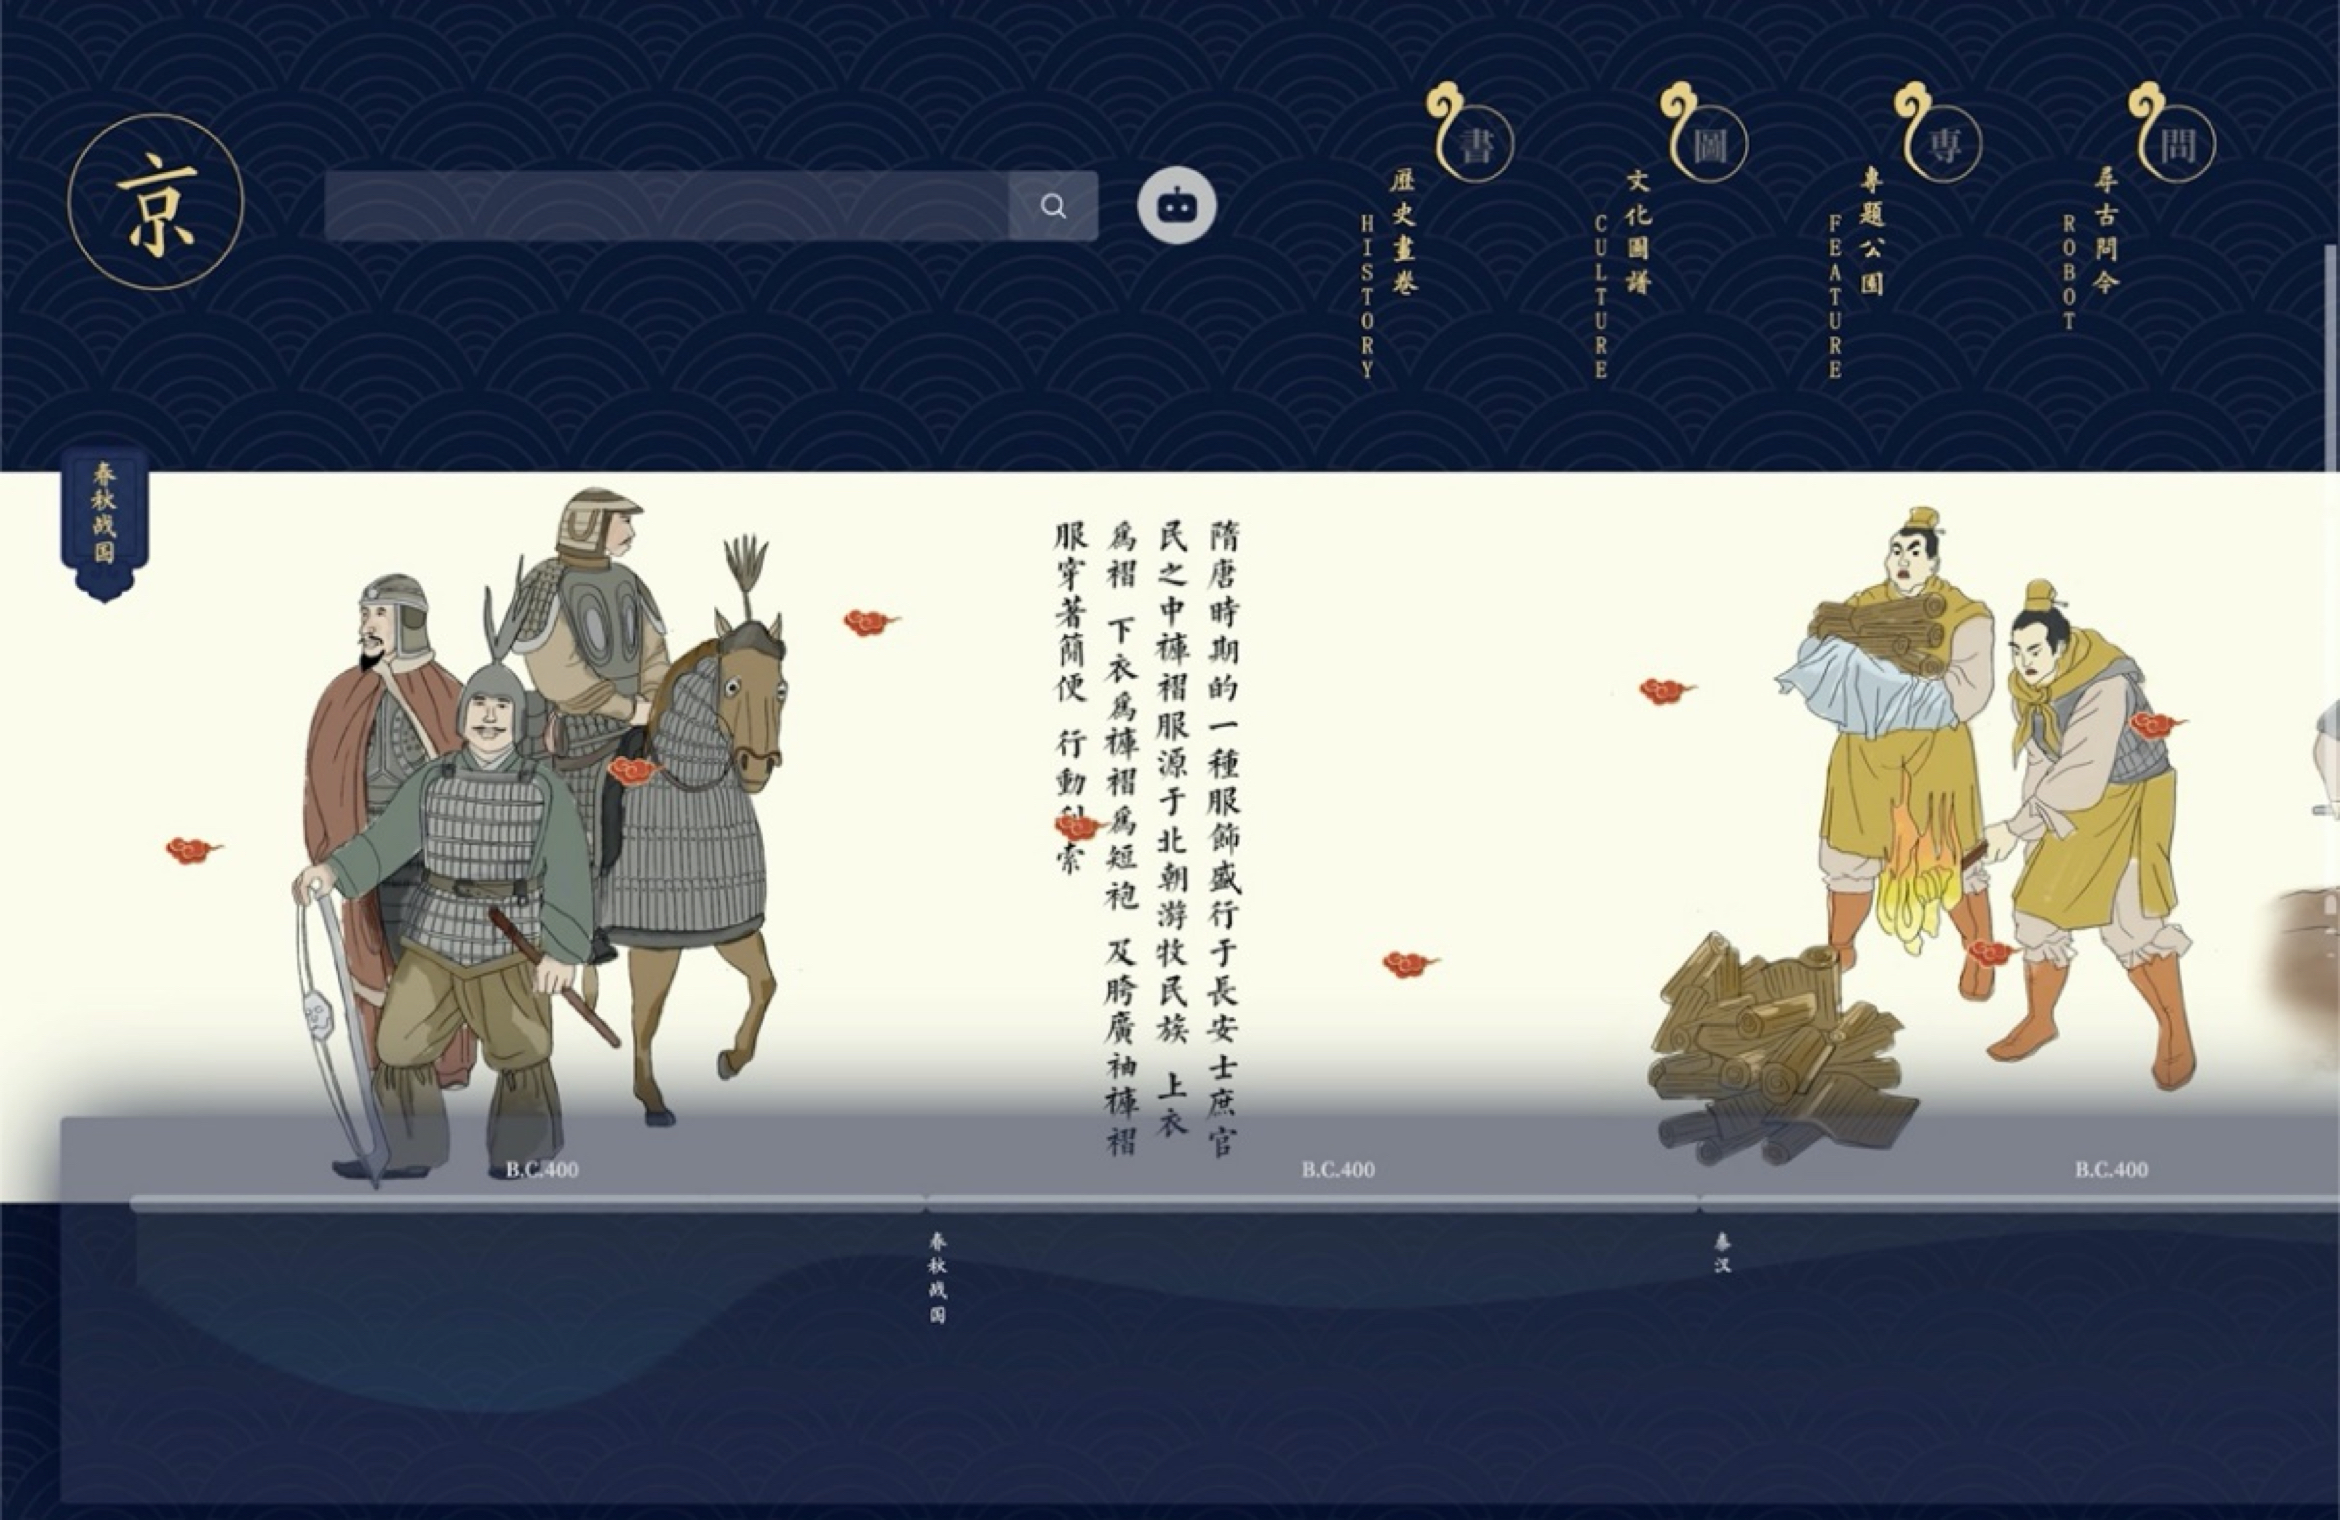 京
書
歷史畫卷
HISTORY
圖
文化圖譜
CULTURE
専
專題公園
FEATURE
問
尋古問今
ROBOT
春秋战国
隋唐時期的一種服飾盛行于長安士庶官
民之中褲褶服源于北朝游牧民族 上衣
爲褶 下衣爲褲褶爲短袍 及胯廣袖褲褶
服穿著簡便 行動利索
B.C.400
B.C.400
B.C.400
春秋战国
秦汉